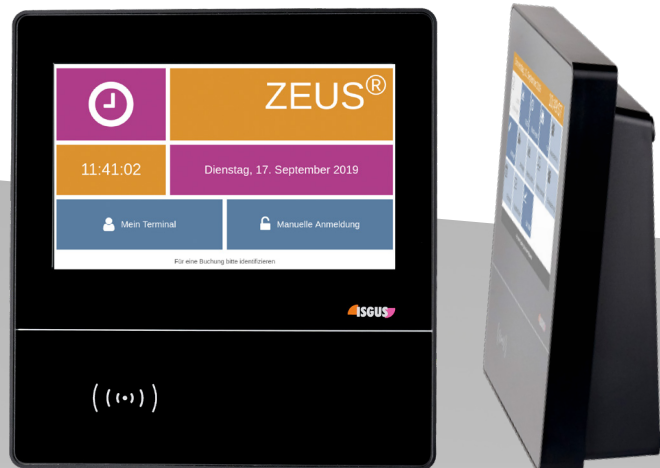 ZEUS®
11:41:02
Dienstag, 17. September 2019
Mein Terminal
Manuelle Anmeldung
Für eine Buchung bitte identifizieren
ISGUS